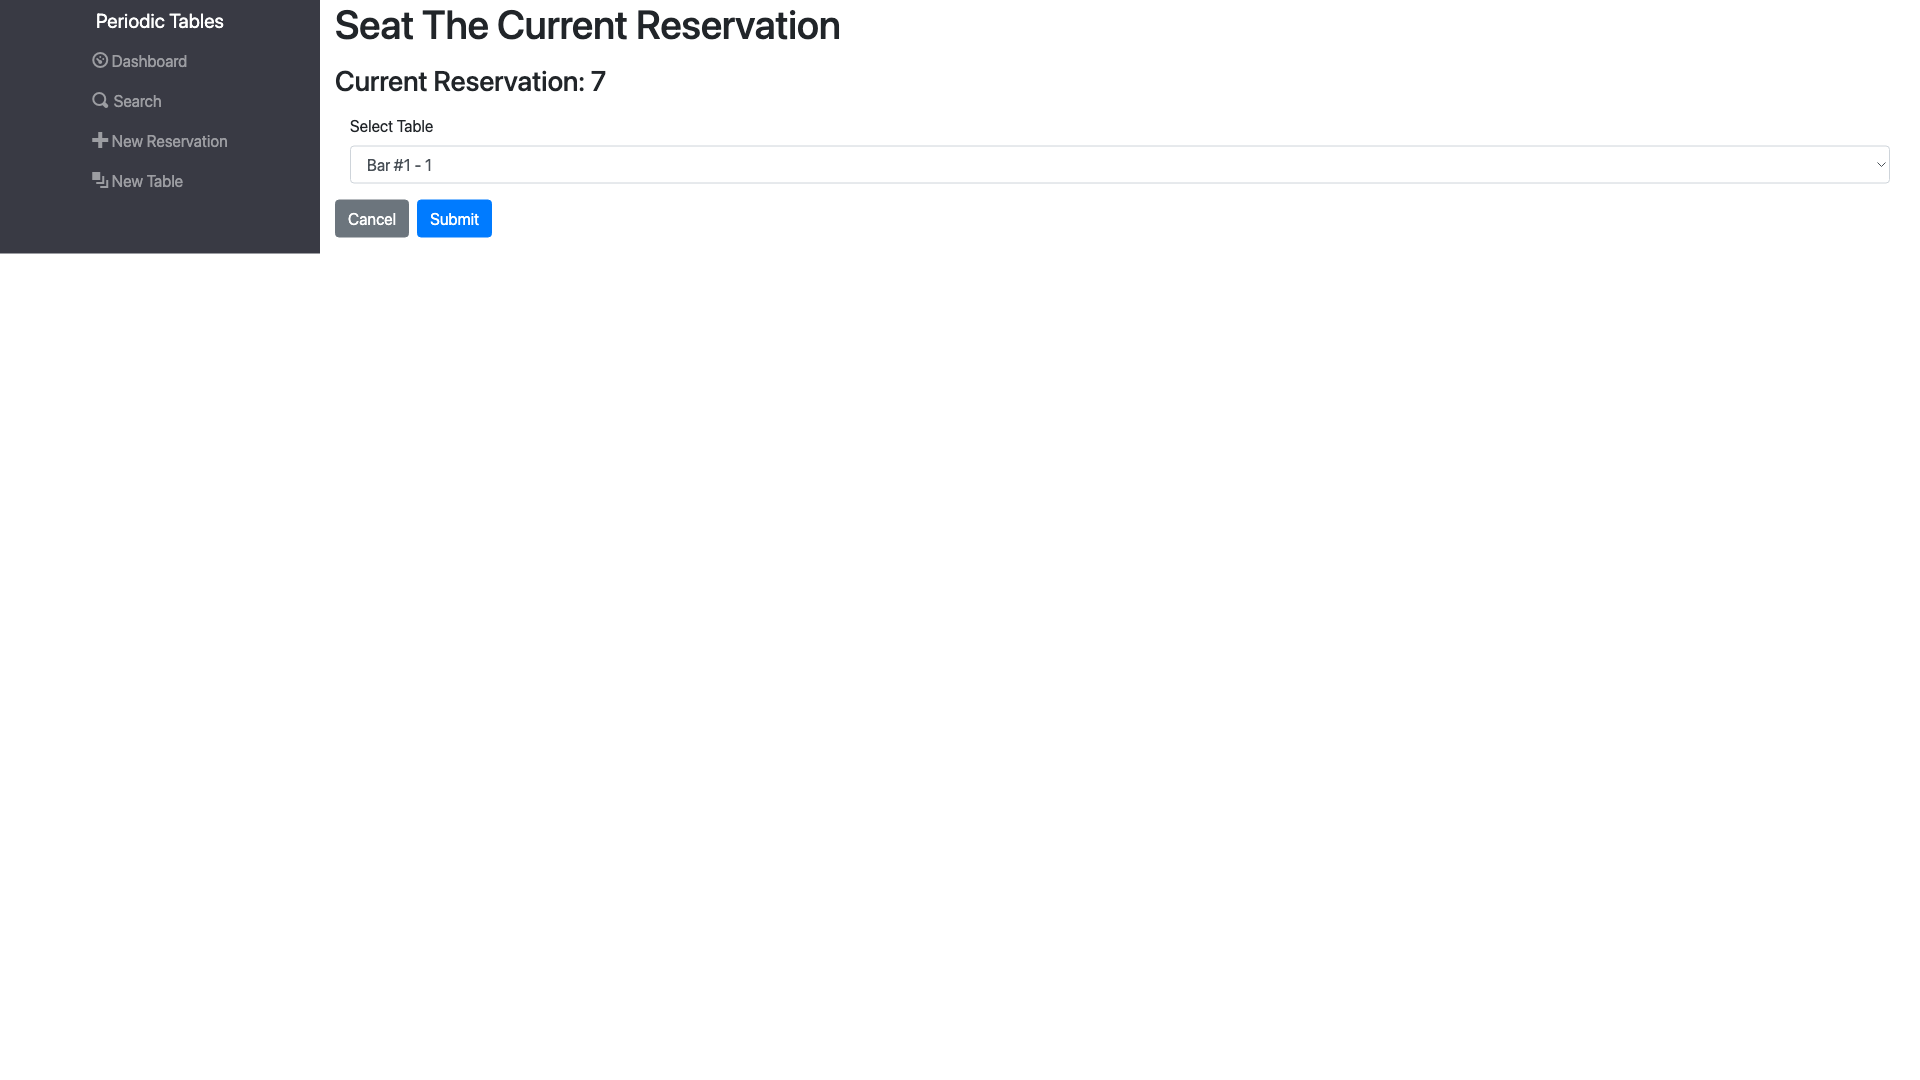 Periodic Tables
Dashboard
Search
New Reservation
New Table
Seat The Current Reservation
Current Reservation: 7
Select Table
Bar #1 - 1
Cancel
Submit